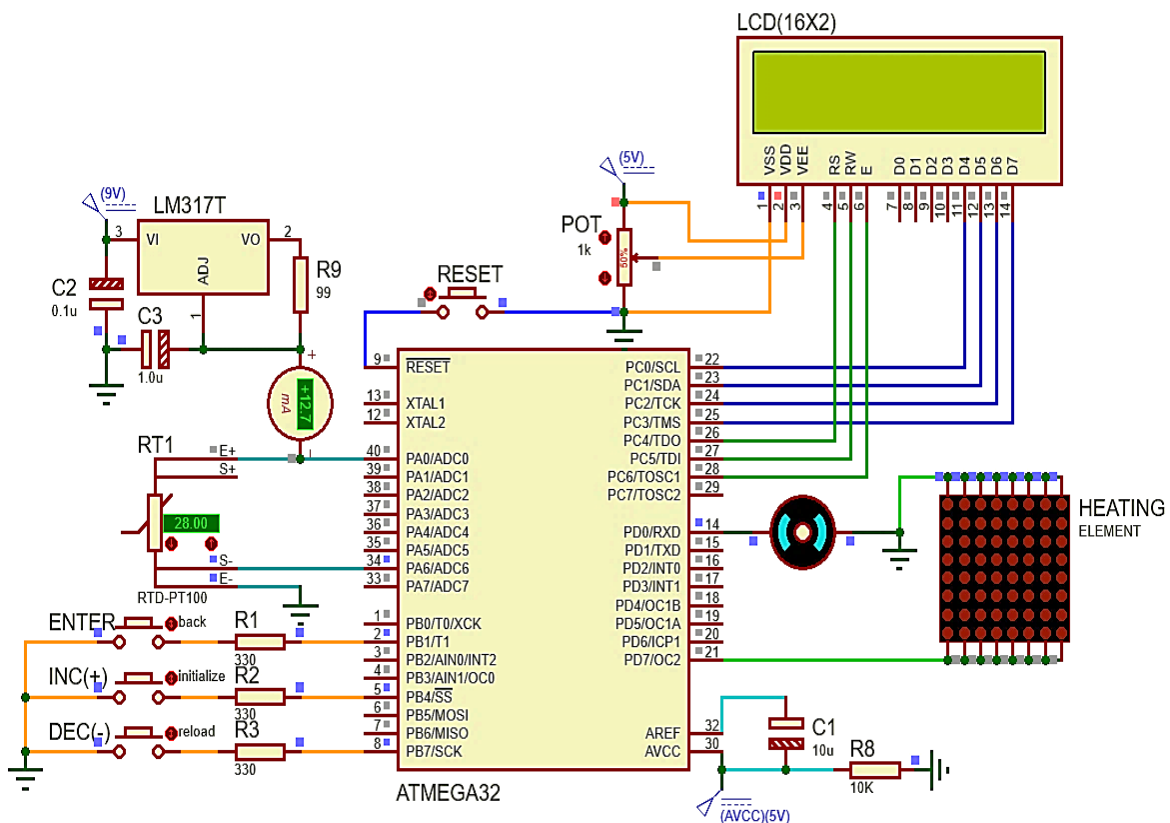 LCD(16X2)
VSS
VDD
VEE
RS
RW
E
D0
D1
D2
D3
D4
D5
D6
D7
1
2
3
4
5
6
7
8
9
10
11
12
13
14
(5V)
POT
1k
50%
(9V)
LM317T
3
VI
VO
2
ADJ
1
R9
99
C2
0.1u
C3
1.0u
+
+12.7
mA
RESET
9
RESET
13
XTAL1
12
XTAL2
40
PA0/ADC0
39
PA1/ADC1
38
PA2/ADC2
37
PA3/ADC3
36
PA4/ADC4
35
PA5/ADC5
34
PA6/ADC6
33
PA7/ADC7
1
PB0/T0/XCK
2
PB1/T1
3
PB2/AIN0/INT2
4
PB3/AIN1/OC0
5
PB4/SS
6
PB5/MOSI
7
PB6/MISO
8
PB7/SCK
PC0/SCL
22
PC1/SDA
23
PC2/TCK
24
PC3/TMS
25
PC4/TDO
26
PC5/TDI
27
PC6/TOSC1
28
PC7/TOSC2
29
PD0/RXD
14
PD1/TXD
15
PD2/INT0
16
PD3/INT1
17
PD4/OC1B
18
PD5/OC1A
19
PD6/ICP1
20
PD7/OC2
21
AREF
32
AVCC
30
ATMEGA32
RT1
E+
S+
28.00
S-
E-
RTD-PT100
ENTER
back
R1
330
INC(+)
initialize
R2
330
DEC(-)
reload
R3
330
HEATING
ELEMENT
C1
10u
R8
10K
(AVCC)(5V)